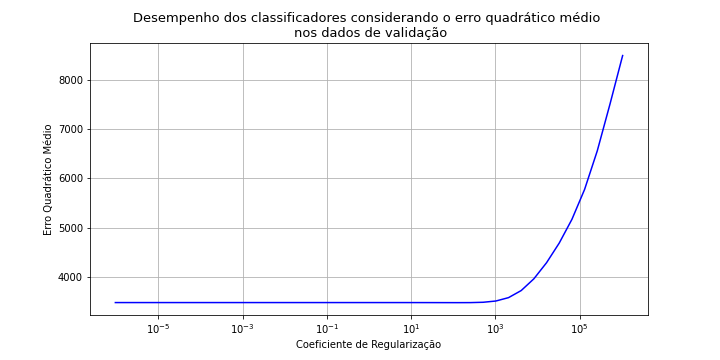 Desempenho dos classificadores considerando o erro quadrático médio
nos dados de validação
8000
7000
6000
5000
4000
Erro Quadrático Médio
10⁻⁵ 10⁻³ 10⁻¹ 10¹ 10³ 10⁵
Coeficiente de Regularização